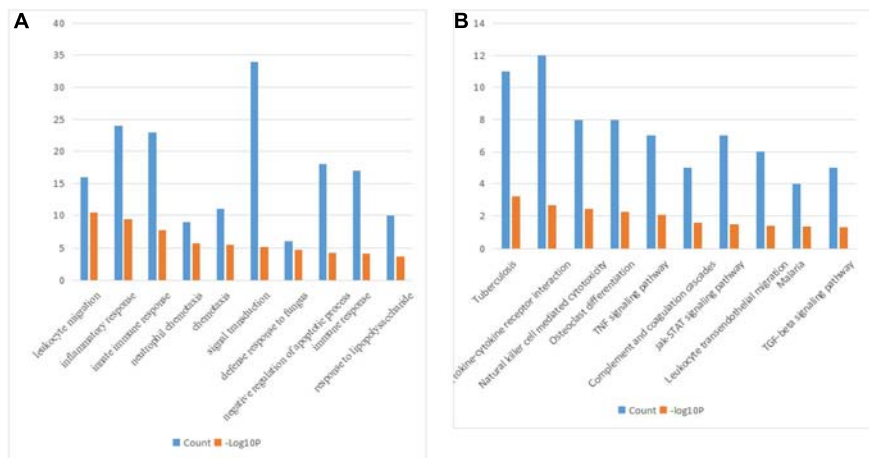 A
40
35
30
25
20
15
10
5
0
leukocyte migration
inflammatory response
innate immune response
neutrophil chemotaxis
chemotaxis
signal transduction
defense response to fungus
negative regulation of apoptotic process
immune response
response to lipopolysaccharide
Count -Log10P
B
14
12
10
8
6
4
2
0
Tuberculosis
tokine-cytokine receptor interaction
Natural killer cell mediated cytotoxicity
Osteoclast differentiation
TNF signaling pathway
Complement and coagulation cascades
Jak-STAT signaling pathway
Leukocyte transendothelial migration
Malaria
TGF-beta signaling pathway
Count -log10P